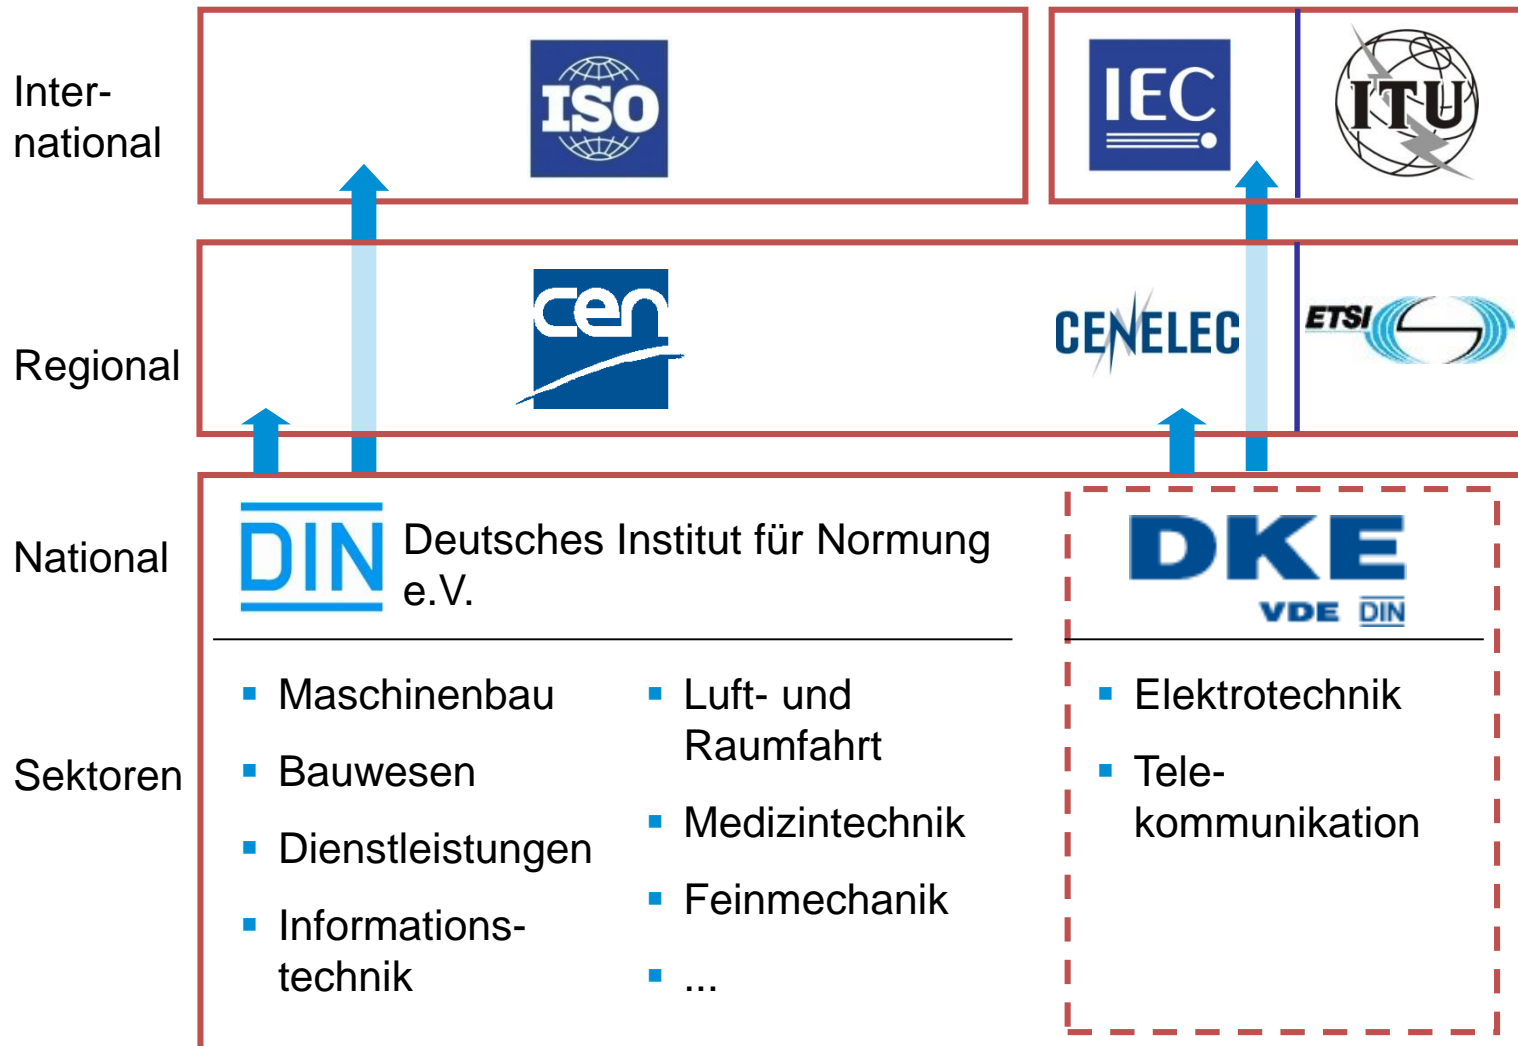 Inter-
national
ISO
IEC
ITU
Regional
cen
CENELEC
ETSI
National
DIN
Deutsches Institut für Normung
e.V.
DKE
VDE DIN
Sektoren
Maschinenbau
Bauwesen
Dienstleistungen
Informations-
technik
Luft- und
Raumfahrt
Medizintechnik
Feinmechanik
...
Elektrotechnik
Tele-
kommunikation